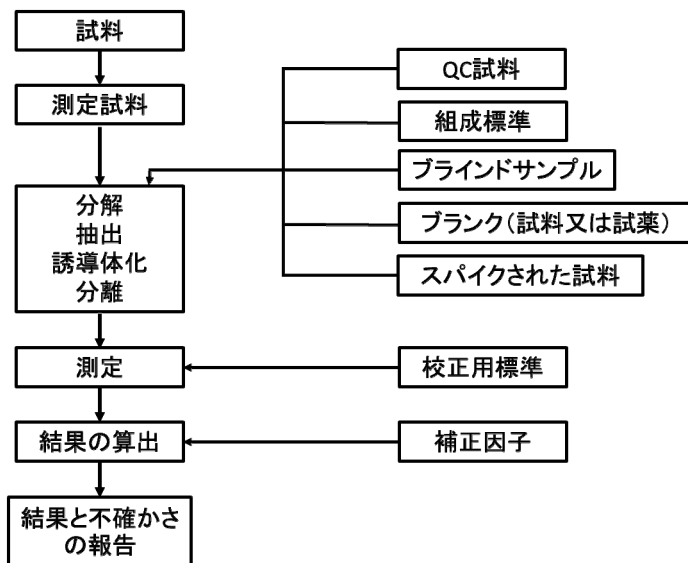 試料
測定試料
分解
抽出
誘導体化
分離
測定
結果の算出
結果と不確かさ
の報告
QC試料
組成標準
ブラインドサンプル
ブランク（試料又は試薬）
スパイクされた試料
校正用標準
補正因子